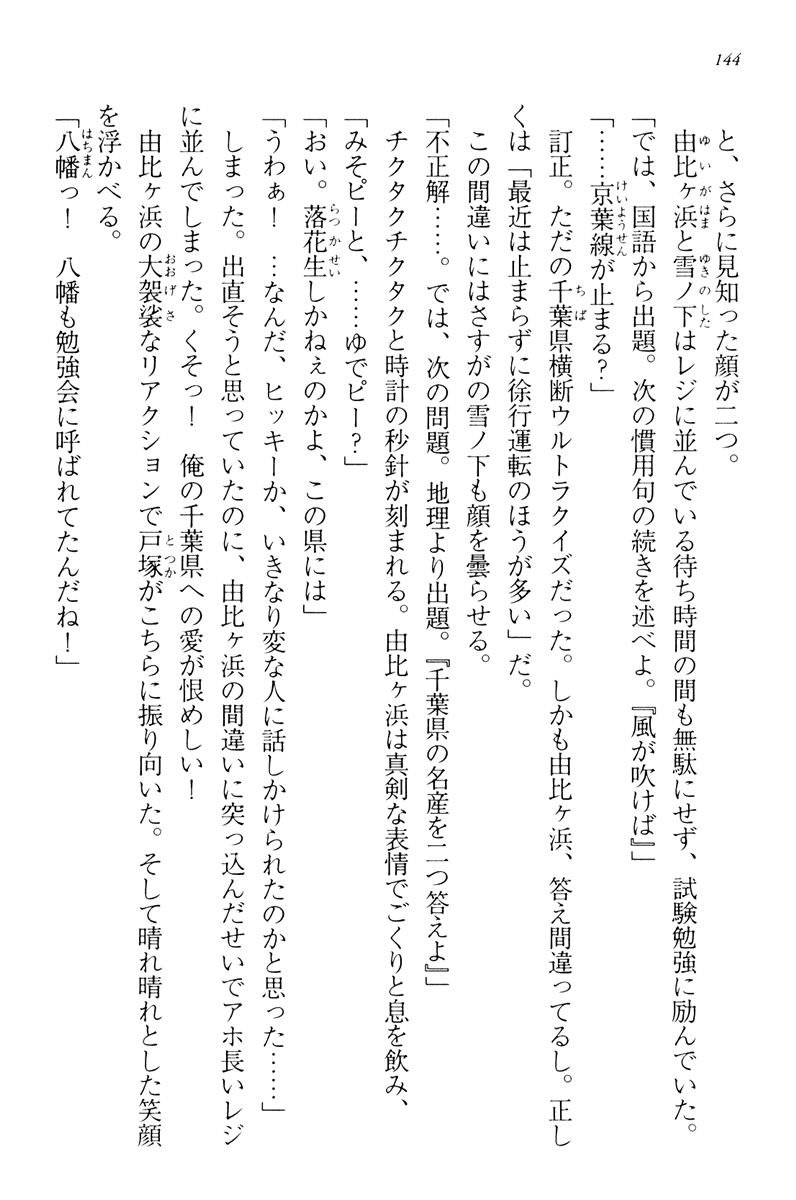 144
と、さらに見知った顔が二つ。
由比ヶ浜と雪ノ下はレジに並んでいる待ち時間の間も無駄にせず、試験勉強に励んでいた。
「では、国語から出題。次の慣用句の続きを述べよ。『風が吹けば』」
「……京葉線が止まる?」
訂正。ただの千葉県横断ウルトラクイズだった。しかも由比ヶ浜、答え間違ってるし。正し
くは「最近は止まらずに徐行運転のほうが多い」だ。
この間違いにはさすがの雪ノ下も顔を曇らせる。
「不正解……。では、次の問題。地理より出題。『千葉県の名産を二つ答えよ』」
チクタクチクタクと時計の秒針が刻まれる。由比ヶ浜は真剣な表情でごくりと息を飲み、
「みそピーと、……ゆでピー?」
「おい。落花生しかねぇのかよ、この県には」
「うわぁ! …なんだ、ヒッキーか、いきなり変な人に話しかけられたのかと思った……」
しまった。出直そうと思っていたのに、由比ヶ浜の間違いに突っ込んだせいでアホ長いレジ
に並んでしまった。くそっ! 俺の千葉県への愛が恨めしい!
由比ヶ浜の大袈裟なリアクションで戸塚がこちらに振り向いた。そして晴れ晴れとした笑顔
を浮かべる。
「八幡っ! 八幡も勉強会に呼ばれてたんだね!」